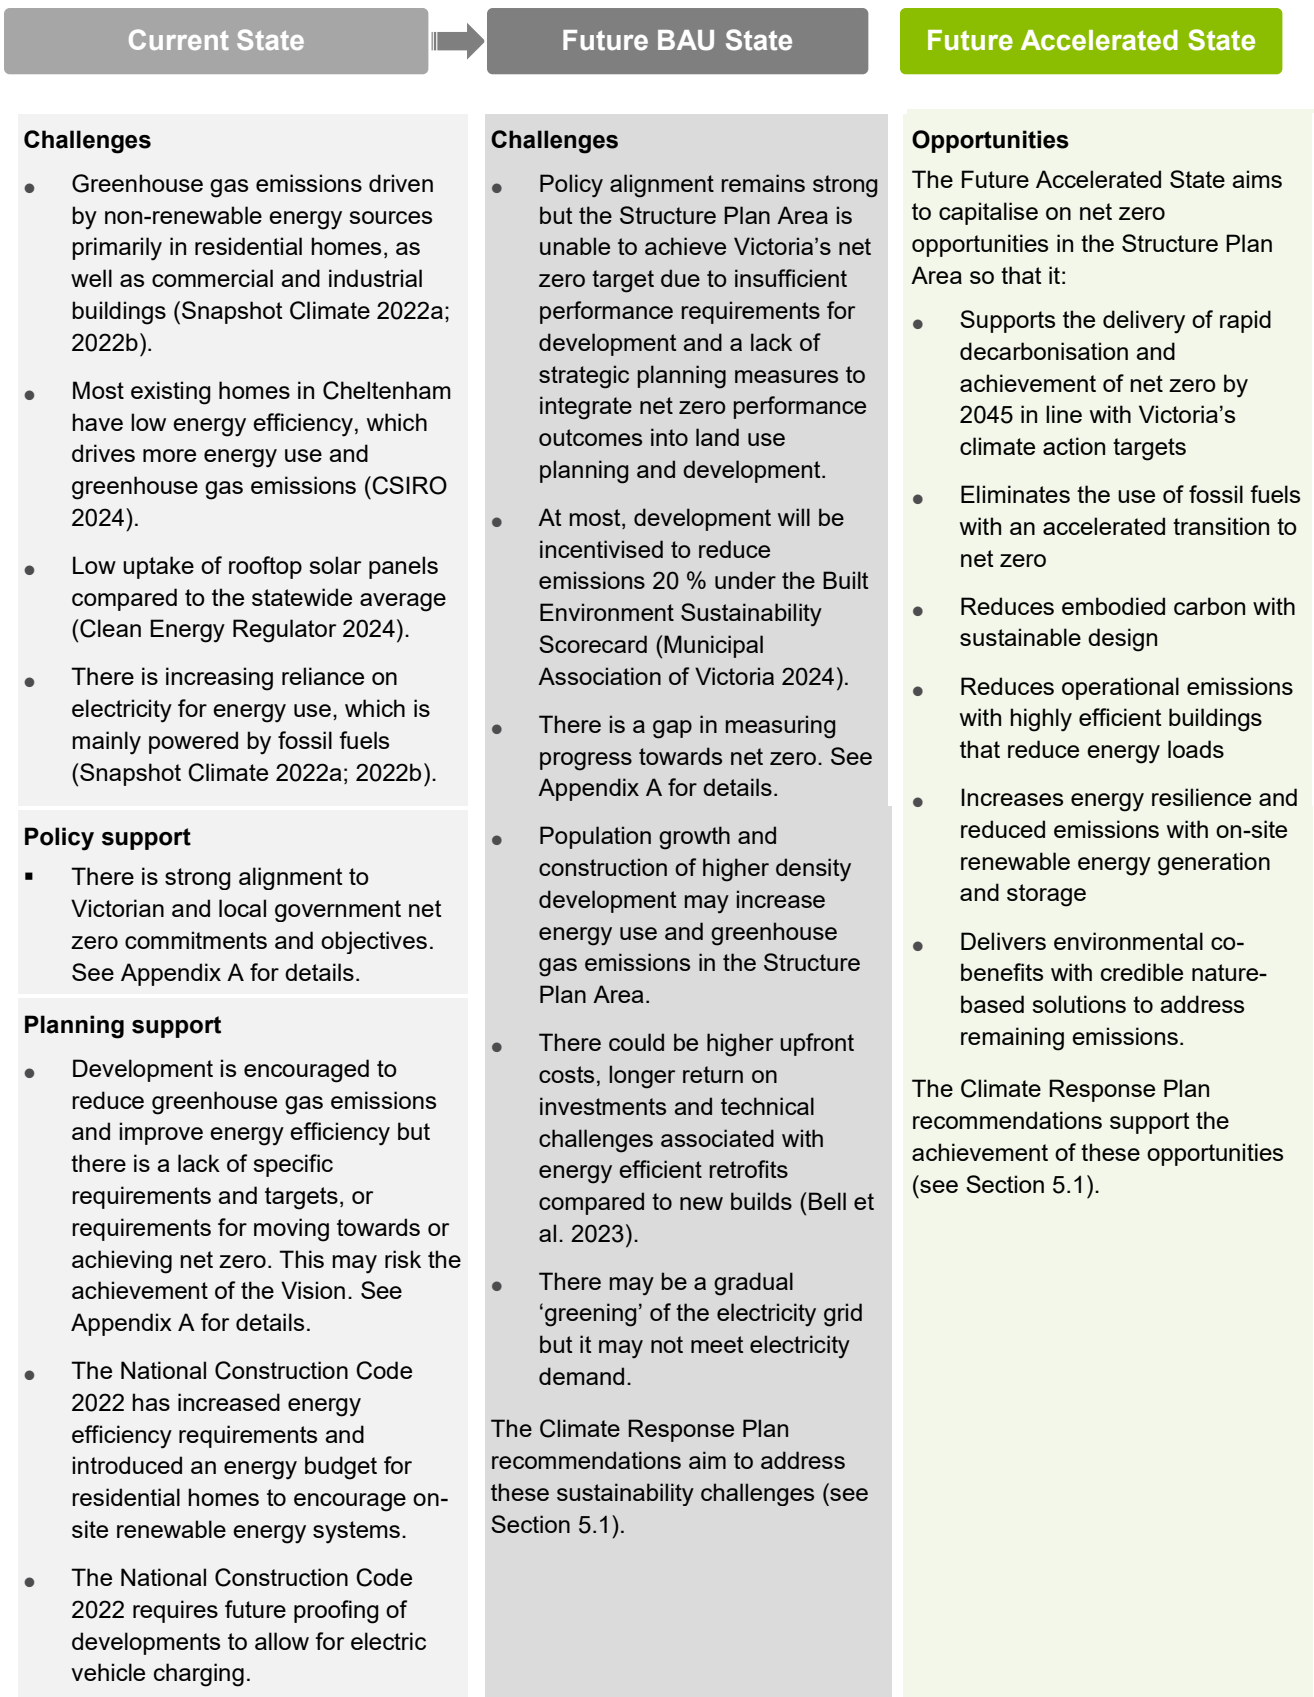 Current State
Future BAU State
Future Accelerated State
Challenges
• Greenhouse gas emissions driven
by non-renewable energy sources
primarily in residential homes, as
well as commercial and industrial
buildings (Snapshot Climate 2022a;
2022b).
• Most existing homes in Cheltenham
have low energy efficiency, which
drives more energy use and
greenhouse gas emissions (CSIRO
2024).
• Low uptake of rooftop solar panels
compared to the statewide average
(Clean Energy Regulator 2024).
• There is increasing reliance on
electricity for energy use, which is
mainly powered by fossil fuels
(Snapshot Climate 2022a; 2022b).
Policy support
▪ There is strong alignment to
Victorian and local government net
zero commitments and objectives.
See Appendix A for details.
Planning support
• Development is encouraged to
reduce greenhouse gas emissions
and improve energy efficiency but
there is a lack of specific
requirements and targets, or
requirements for moving towards or
achieving net zero. This may risk the
achievement of the Vision. See
Appendix A for details.
• The National Construction Code
2022 has increased energy
efficiency requirements and
introduced an energy budget for
residential homes to encourage on-
site renewable energy systems.
• The National Construction Code
2022 requires future proofing of
developments to allow for electric
vehicle charging.
Challenges
• Policy alignment remains strong
but the Structure Plan Area is
unable to achieve Victoria's net
zero target due to insufficient
performance requirements for
development and a lack of
strategic planning measures to
integrate net zero performance
outcomes into land use
planning and development.
• At most, development will be
incentivised to reduce
emissions 20 % under the Built
Environment Sustainability
Scorecard (Municipal
Association of Victoria 2024).
• There is a gap in measuring
progress towards net zero. See
Appendix A for details.
• Population growth and
construction of higher density
development may increase
energy use and greenhouse
gas emissions in the Structure
Plan Area.
• There could be higher upfront
costs, longer return on
investments and technical
challenges associated with
energy efficient retrofits
compared to new builds (Bell et
al. 2023).
• There may be a gradual
‘greening’ of the electricity grid
but it may not meet electricity
demand.
The Climate Response Plan
recommendations aim to address
these sustainability challenges (see
Section 5.1).
Opportunities
The Future Accelerated State aims
to capitalise on net zero
opportunities in the Structure Plan
Area so that it:
• Supports the delivery of rapid
decarbonisation and
achievement of net zero by
2045 in line with Victoria's
climate action targets
• Eliminates the use of fossil fuels
with an accelerated transition to
net zero
• Reduces embodied carbon with
sustainable design
• Reduces operational emissions
with highly efficient buildings
that reduce energy loads
• Increases energy resilience and
reduced emissions with on-site
renewable energy generation
and storage
• Delivers environmental co-
benefits with credible nature-
based solutions to address
remaining emissions.
The Climate Response Plan
recommendations support the
achievement of these opportunities
(see Section 5.1).